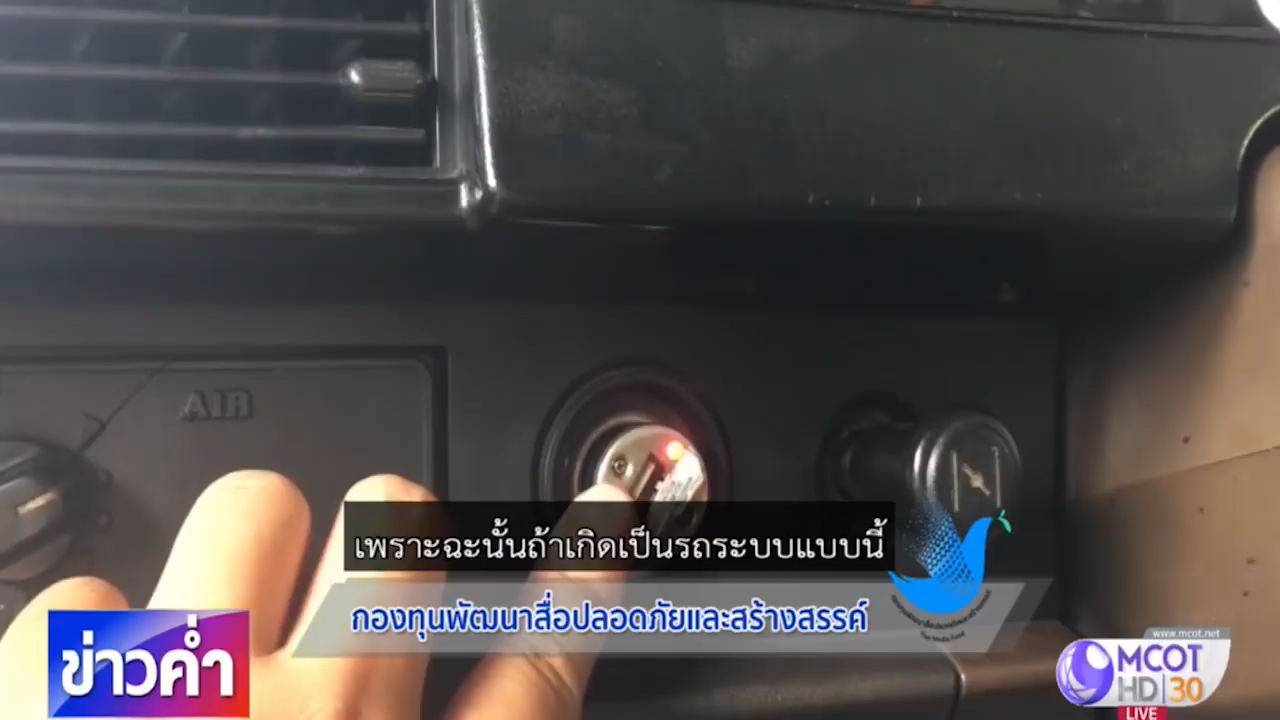 AIR
เพราะฉะนั้นถ้าเกิดเป็นรถระบบแบบนี้
กองทุนพัฒนาสื่อปลอดภัยและสร้างสรรค์
The Media Fund
ข่าวค่ำ
www.mcot.net
MCOT
HD 30
LIVE